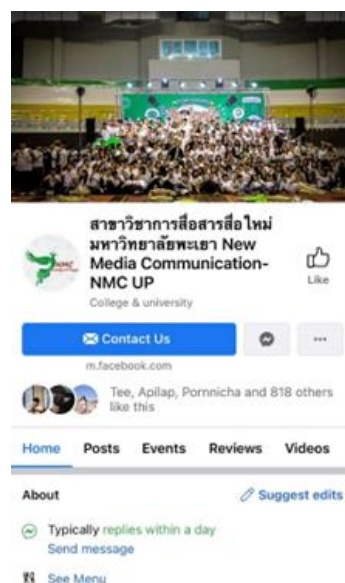 สาขาวิชาการสื่อสารสื่อใหม่
มหาวิทยาลัยพะเยา New
Media Communication-
NMC UP
Like
College & university
Contact Us
m.facebook.com
Tee, Apilap, Pornnicha and 818 others
like this
Home Posts Events Reviews Videos
About Suggest edits
Typically replies within a day
Send message
See Menu